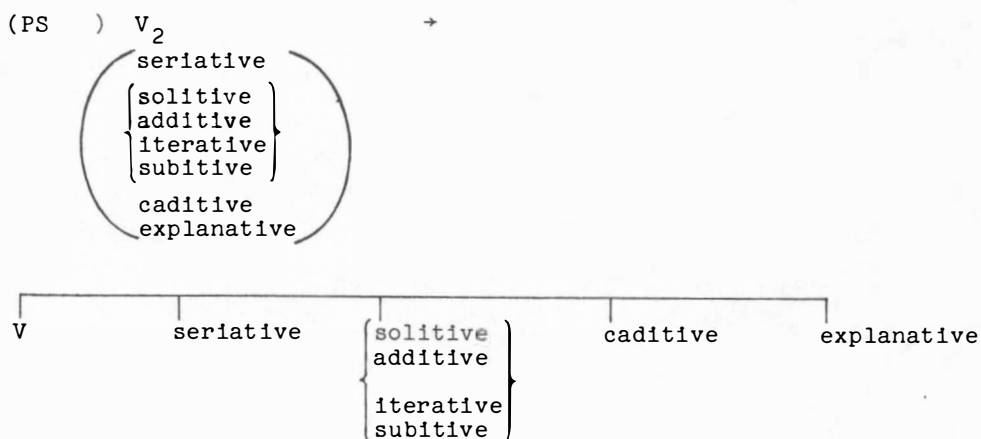 (PS ) V2 →
seriative
solitive
additive
iterative
subitive
caditive
explanative
V seriative solitive caditive explanative
additive
iterative
subitive